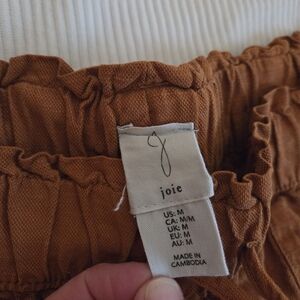 J
joie
US: M
CA: M/M
UK: M
EU: M
AU: M
MADE IN
CAMBODIA